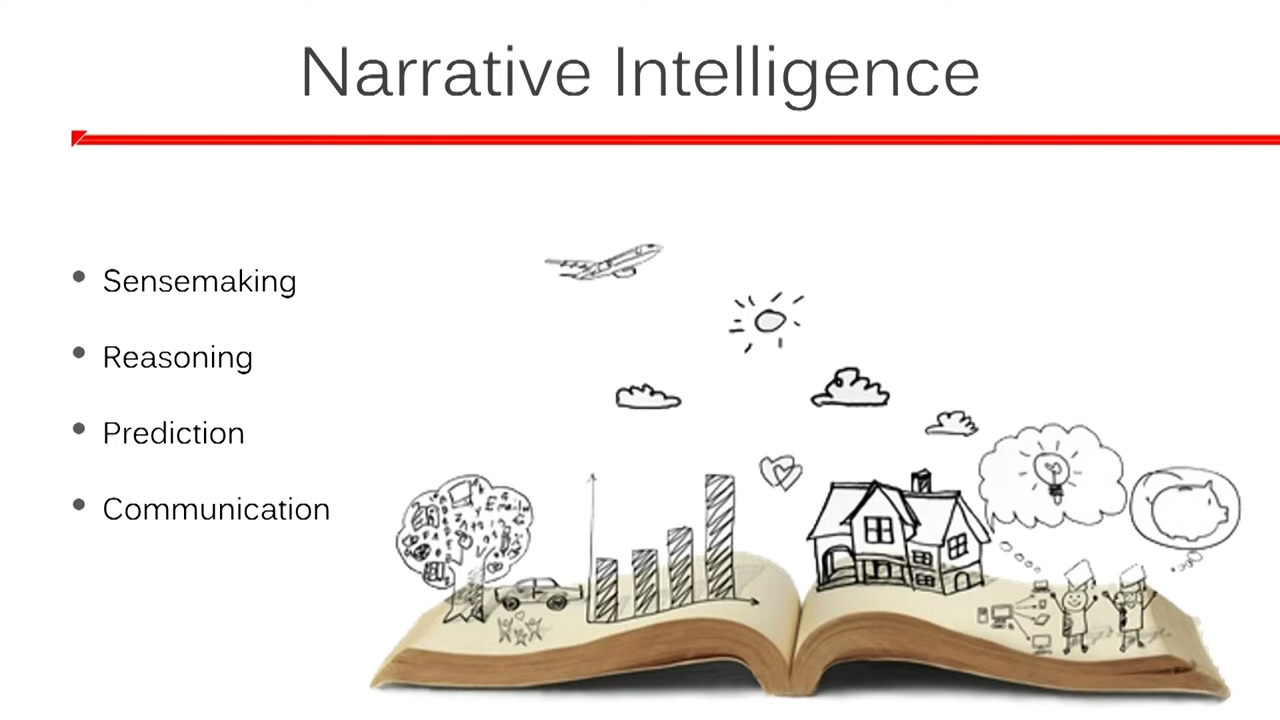 Narrative Intelligence
Sensemaking
Reasoning
Prediction
Communication